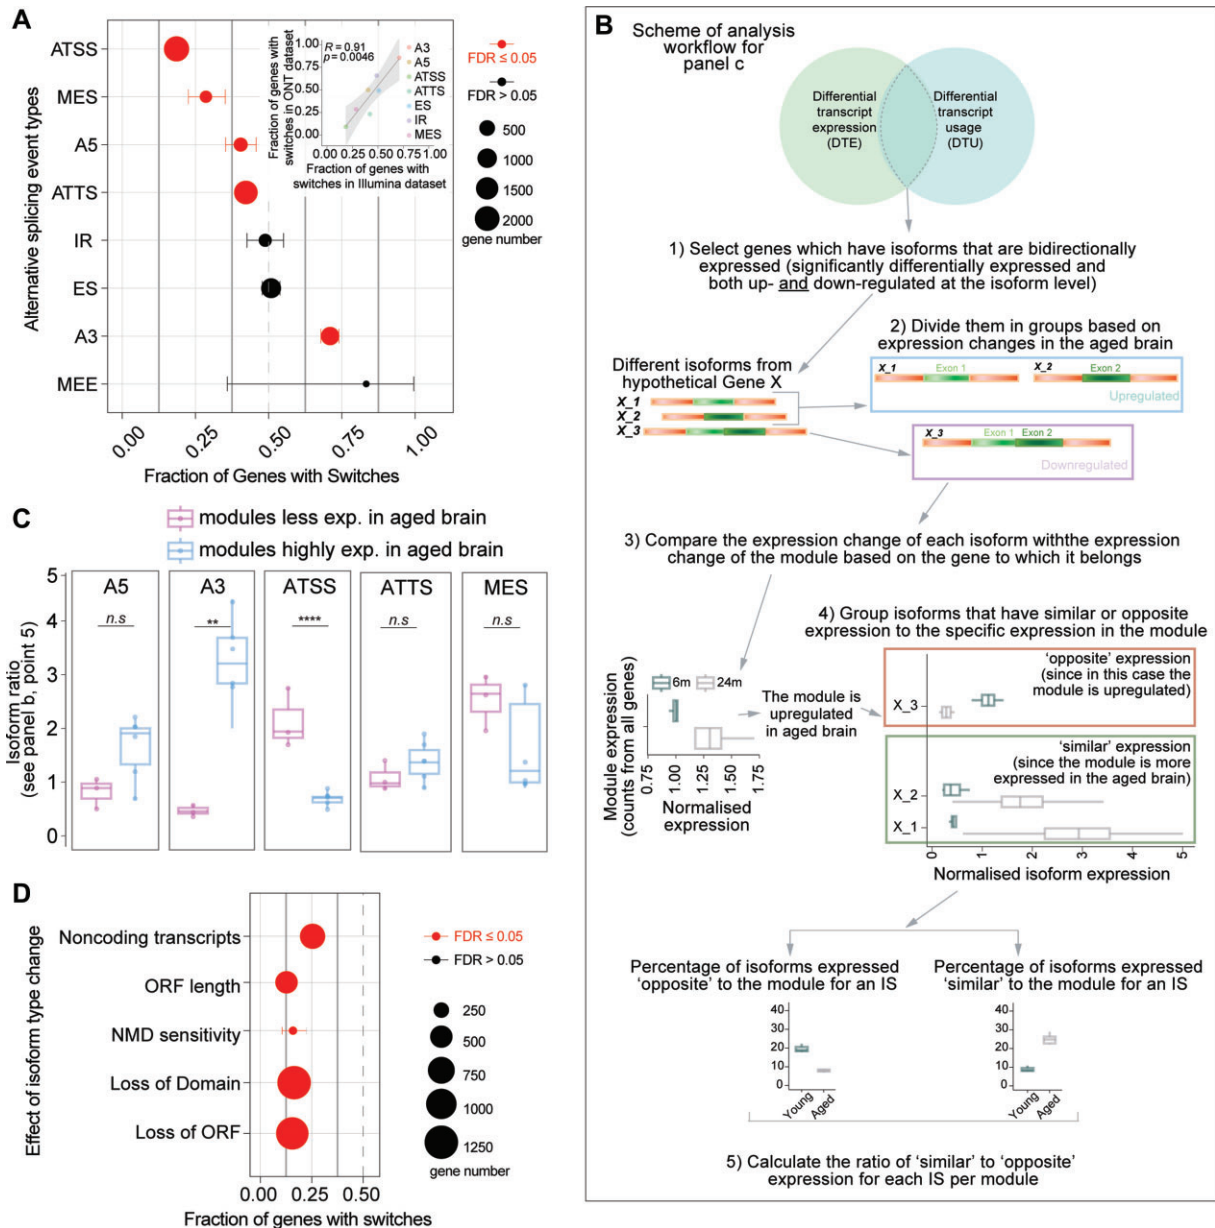 A
ATSS
MES
A5
ATTS
IR
ES
A3
MEE
Alternative splicing event types
0.00
0.25
0.50
0.75
1.00
Fraction of Genes with Switches
R = 0.91
p = 0.0046
1.00
0.75
0.50
0.25
0.00
Fraction of genes with
switches in ONT dataset
0.00
0.25
0.50
0.75
1.00
Fraction of genes with
switches in Illumina dataset
A3
A5
ATSS
ATTS
ES
IR
MES
FDR ≤ 0.05
FDR > 0.05
500
1000
1500
2000
gene number
B
Scheme of analysis
workflow for
panel c
Differential
transcript
expression
(DTE)
Differential
transcript
usage
(DTU)
1) Select genes which have isoforms that are bidirectionally
expressed (significantly differentially expressed and
both up- and down-regulated at the isoform level)
2) Divide them in groups based on
expression changes in the aged brain
Different isoforms from
hypothetical Gene X
X_1
X_2
X_3
X_1
Exon 1
X_2
Exon 2
Upregulated
X_3
Exon 1 Exon 2
Downregulated
3) Compare the expression change of each isoform withthe expression
change of the module based on the gene to which it belongs
4) Group isoforms that have similar or opposite
expression to the specific expression in the module
6m
24m
Module expression
(counts from all genes)
0.75
1.00
1.25
1.50
1.75
Normalised
expression
The module is
upregulated
in aged brain
'opposite' expression
(since in this case the
module is upregulated)
X_3
'similar' expression
(since the module is more
expressed in the aged brain)
X_2
X_1
0
1
2
3
4
5
Normalised isoform expression
Percentage of isoforms expressed
'opposite' to the module for an IS
40
30
20
10
0
Young
Aged
Percentage of isoforms expressed
'similar' to the module for an IS
40
30
20
10
0
Young
Aged
5) Calculate the ratio of 'similar' to 'opposite'
expression for each IS per module
C
modules less exp. in aged brain
modules highly exp. in aged brain
Isoform ratio
(see panel b, point 5)
5
4
3
2
1
0
A5
n.s
A3
**
ATSS
****
ATTS
n.s
MES
n.s
D
Effect of isoform type change
Noncoding transcripts
ORF length
NMD sensitivity
Loss of Domain
Loss of ORF
0.00
0.25
0.50
Fraction of genes with switches
FDR ≤ 0.05
FDR > 0.05
250
500
750
1000
1250
gene number